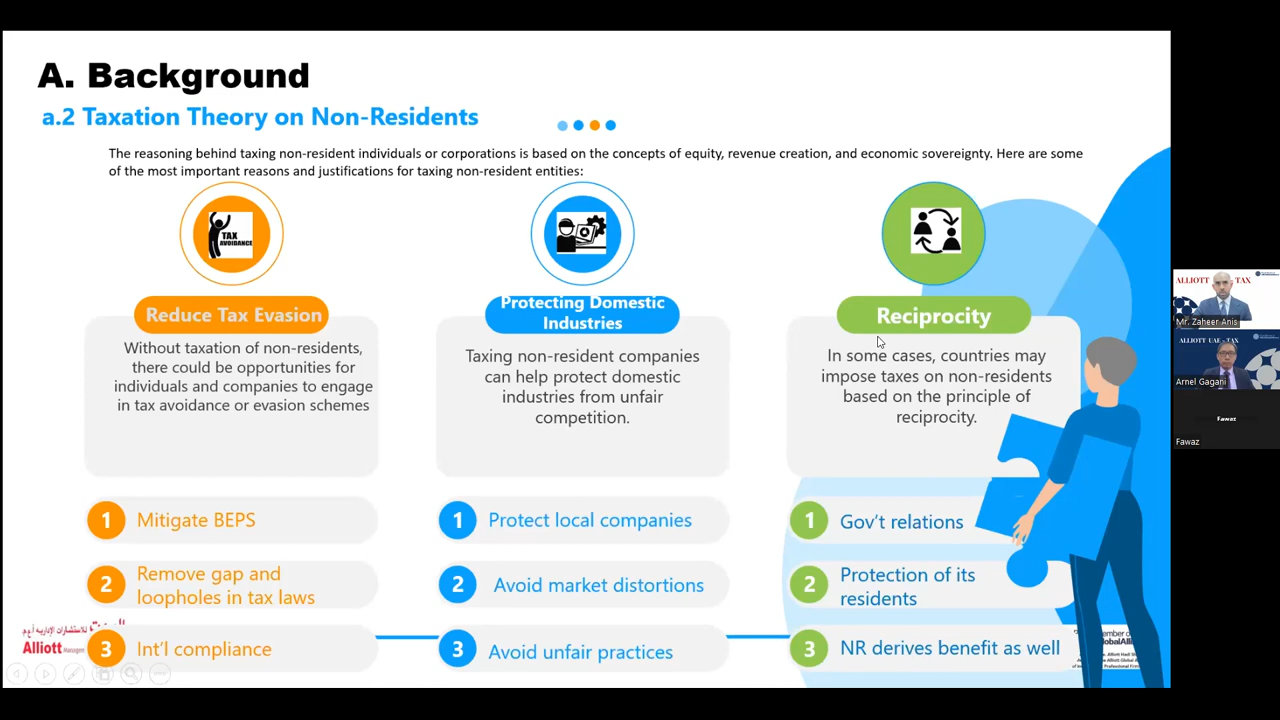 A. Background
a.2 Taxation Theory on Non-Residents
The reasoning behind taxing non-resident individuals or corporations is based on the concepts of equity, revenue creation, and economic sovereignty. Here are some
of the most important reasons and justifications for taxing non-resident entities:
TAX
AVOIDANCE
Reduce Tax Evasion
Without taxation of non-residents,
there could be opportunities for
individuals and companies to engage
in tax avoidance or evasion schemes
1 Mitigate BEPS
2 Remove gap and
loopholes in tax laws
3 Int'l compliance
Protecting Domestic
Industries
Taxing non-resident companies
can help protect domestic
industries from unfair
competition.
1 Protect local companies
2 Avoid market distortions
3 Avoid unfair practices
Reciprocity
In some cases, countries may
impose taxes on non-residents
based on the principle of
reciprocity.
1 Gov't relations
2 Protection of its
residents
3 NR derives benefit as well
للاستشارات الإدارية
Alliott
ember of
lobalAlli
ALLIOTT TAX
Mr. Zaheer Anis
ALLIOTT UAE - TAX
Arnel Gagani
Fawaz
Fawaz